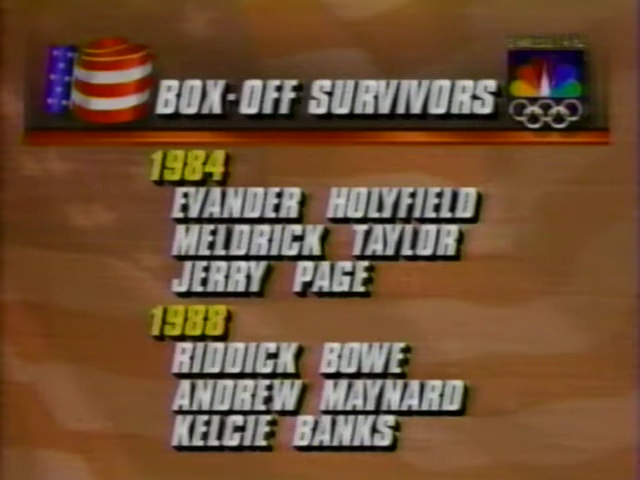 BOX-OFF SURVIVORS
1984
EVANDER HOLYFIELD
MELDRICK TAYLOR
JERRY PAGE
1988
RIDDICK BOWE
ANDREW MAYNARD
KELCIE BANKS